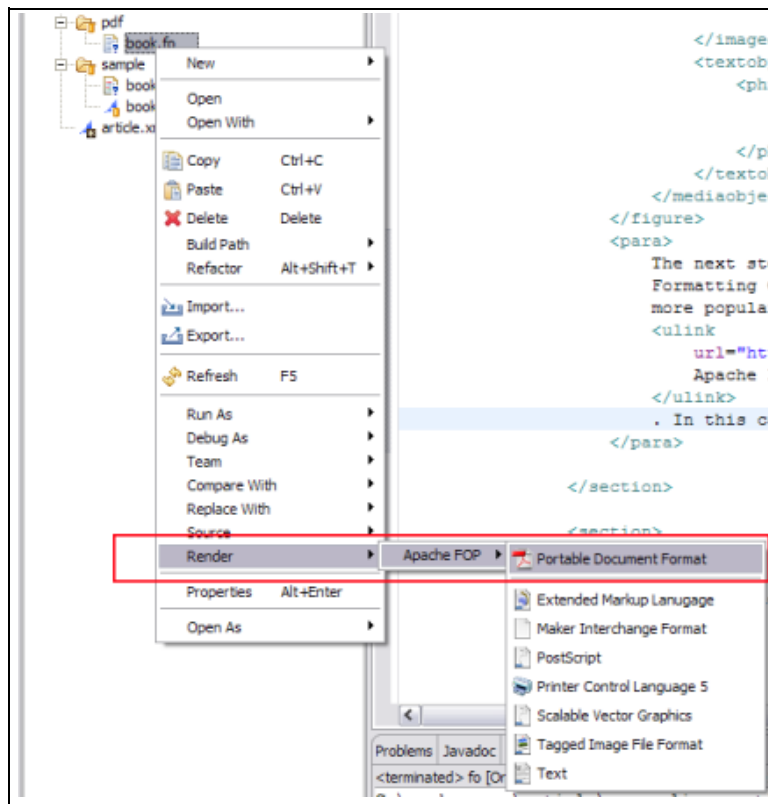 pdf
book.fo
sample
book
book
article.xm
New
Open
Open With
Copy Ctrl+C
Paste Ctrl+V
Delete Delete
Build Path
Refactor Alt+Shift+T
Import...
Export...
Refresh F5
Run As
Debug As
Team
Compare With
Replace With
Source
Render
Properties Alt+Enter
Open As
Apache FOP
Portable Document Format
Extended Markup Lanugage
Maker Interchange Format
PostScript
Printer Control Language 5
Scalable Vector Graphics
Tagged Image File Format
Text
</image
<textob
<ph
</p
</texto
</mediaobje
</figure>
<para>
The next st
Formatting
more popula
<ulink
url="ht
Apache
</ulink>
. In this c
</para>
</section>
<section>
Problems Javadoc
<terminated> fo [Or